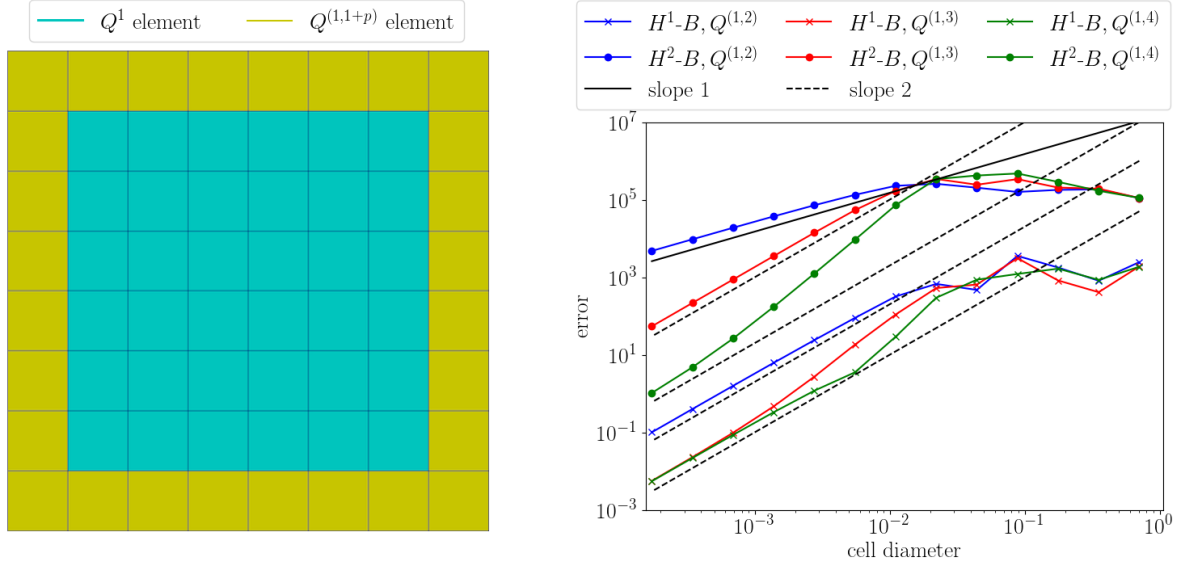 Q^1 element Q^{(1,1+p)} element
H^1-B, Q^{(1,2)} H^1-B, Q^{(1,3)} H^1-B, Q^{(1,4)}
H^2-B, Q^{(1,2)} H^2-B, Q^{(1,3)} H^2-B, Q^{(1,4)}
slope 1 slope 2
10^7
10^5
10^3
10^1
10^{-1}
10^{-3}
error
10^{-3} 10^{-2} 10^{-1} 10^0
cell diameter